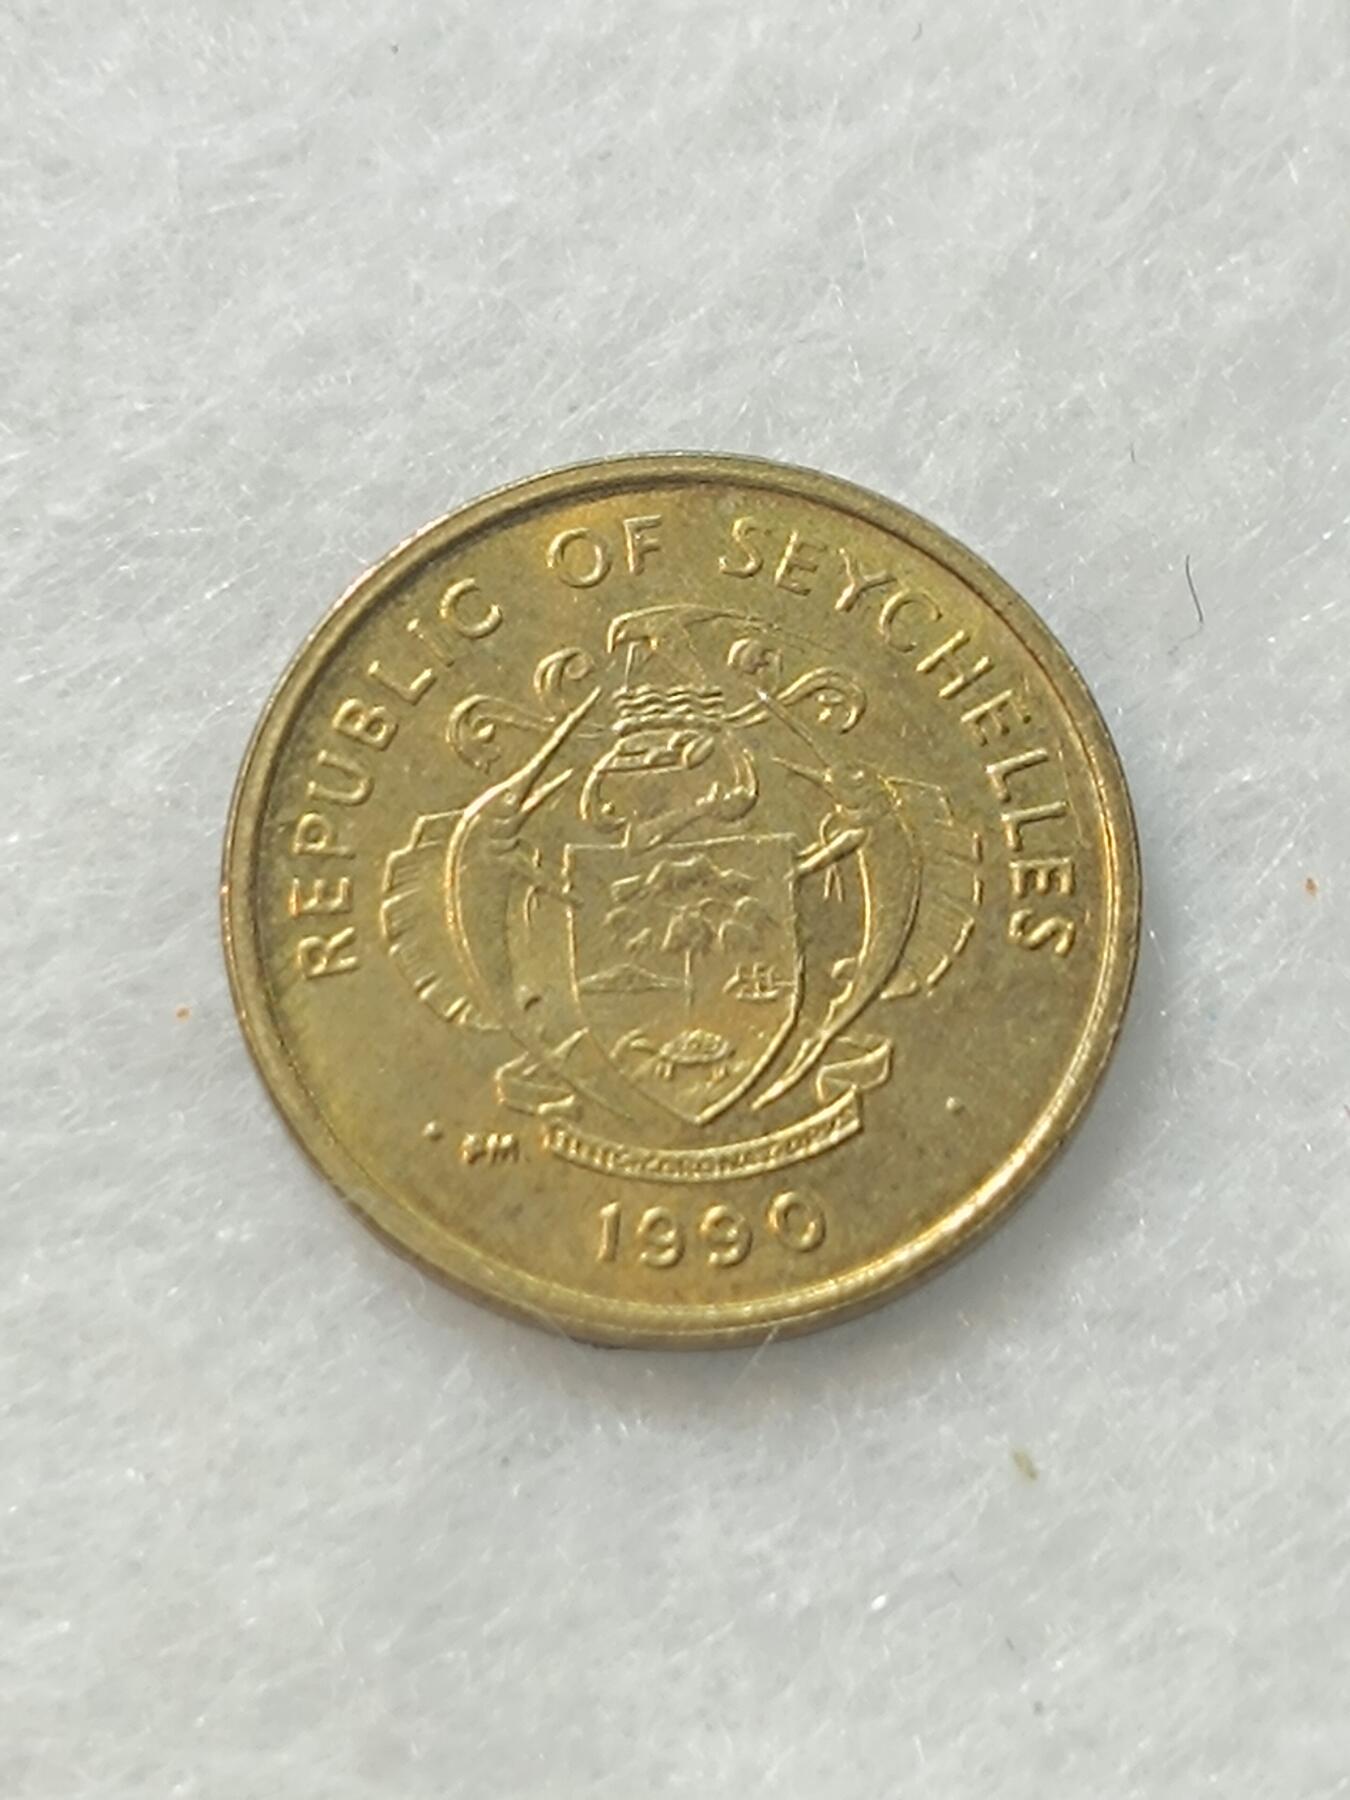 REPUBLIC OF SEYCHELLES
PM
1990